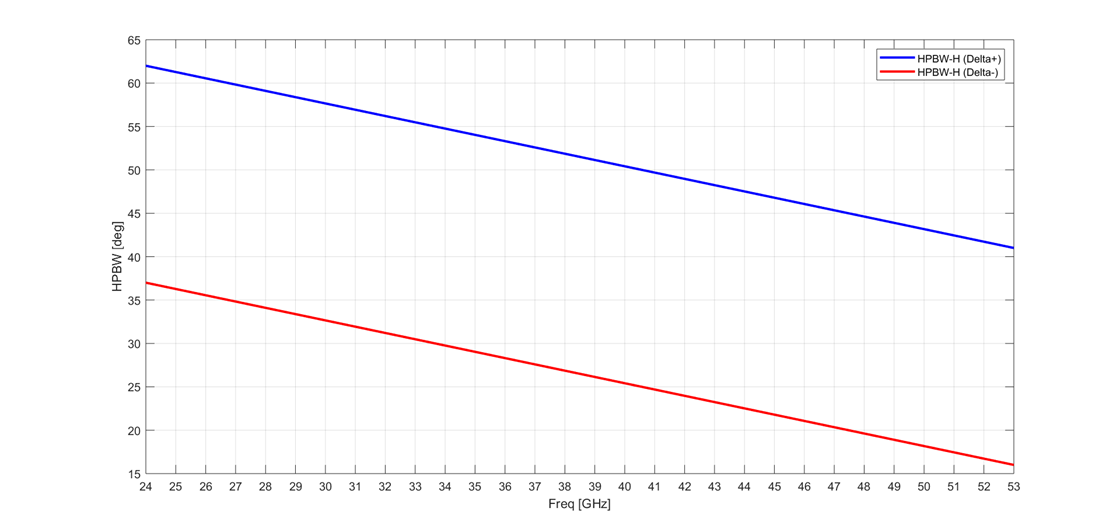 65
60
55
50
45
40
35
30
25
20
15
HPBW [deg]
HPBW-H (Delta+)
HPBW-H (Delta-)
24 25 26 27 28 29 30 31 32 33 34 35 36 37 38 39 40 41 42 43 44 45 46 47 48 49 50 51 52 53
Freq [GHz]